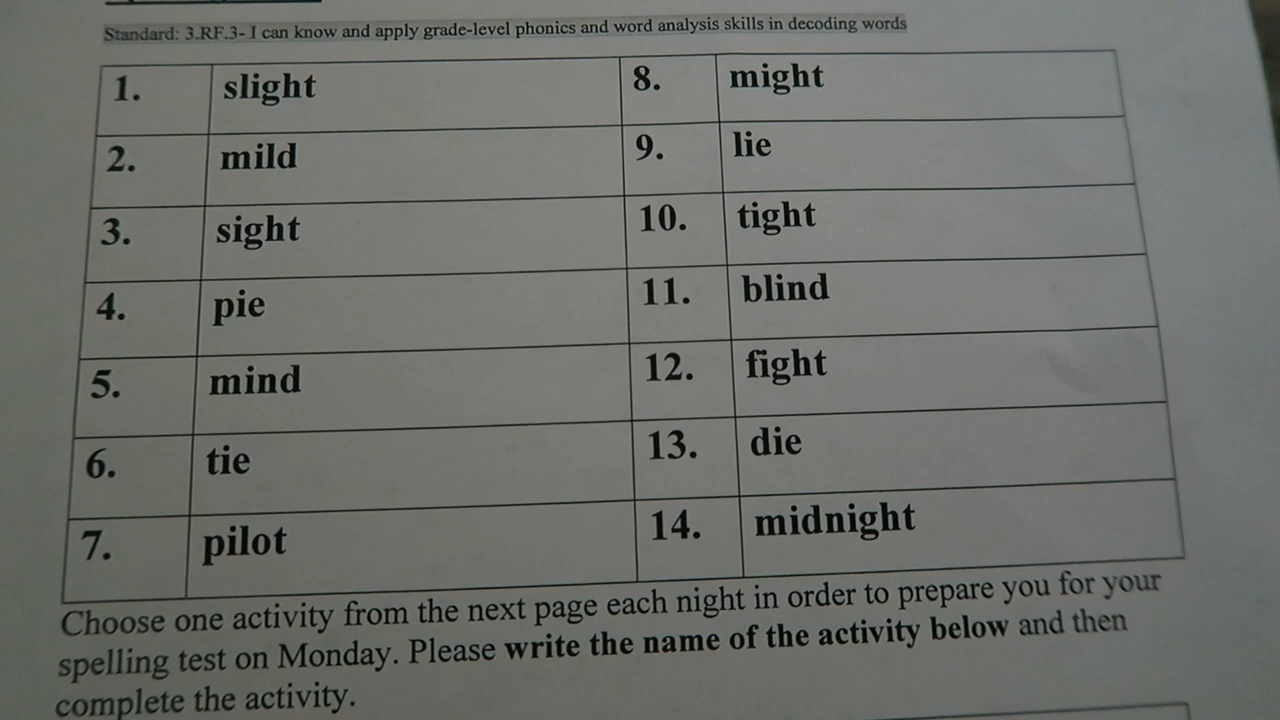 Standard: 3.RF.3- I can know and apply grade-level phonics and word analysis skills in decoding words
1. slight 8. might
2. mild 9. lie
3. sight 10. tight
4. pie 11. blind
5. mind 12. fight
6. tie 13. die
7. pilot 14. midnight
Choose one activity from the next page each night in order to prepare you for your
spelling test on Monday. Please write the name of the activity below and then
complete the activity.